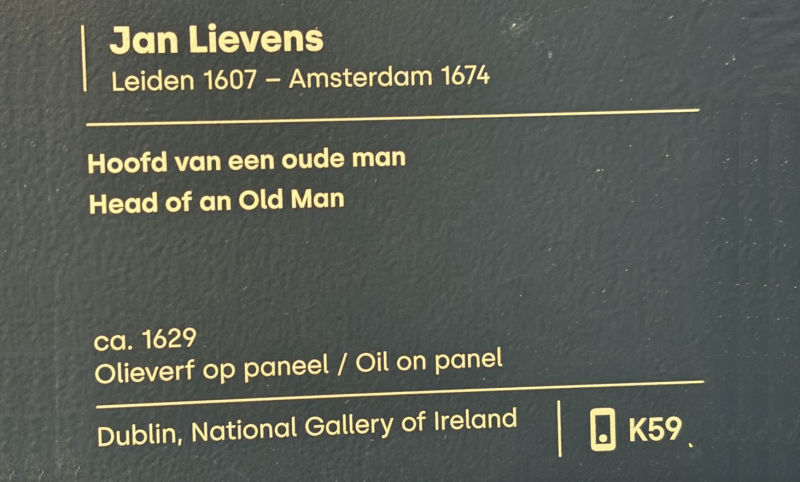 Jan Lievens
Leiden 1607 – Amsterdam 1674
Hoofd van een oude man
Head of an Old Man
ca. 1629
Olieverf op paneel / Oil on panel
Dublin, National Gallery of Ireland
K59